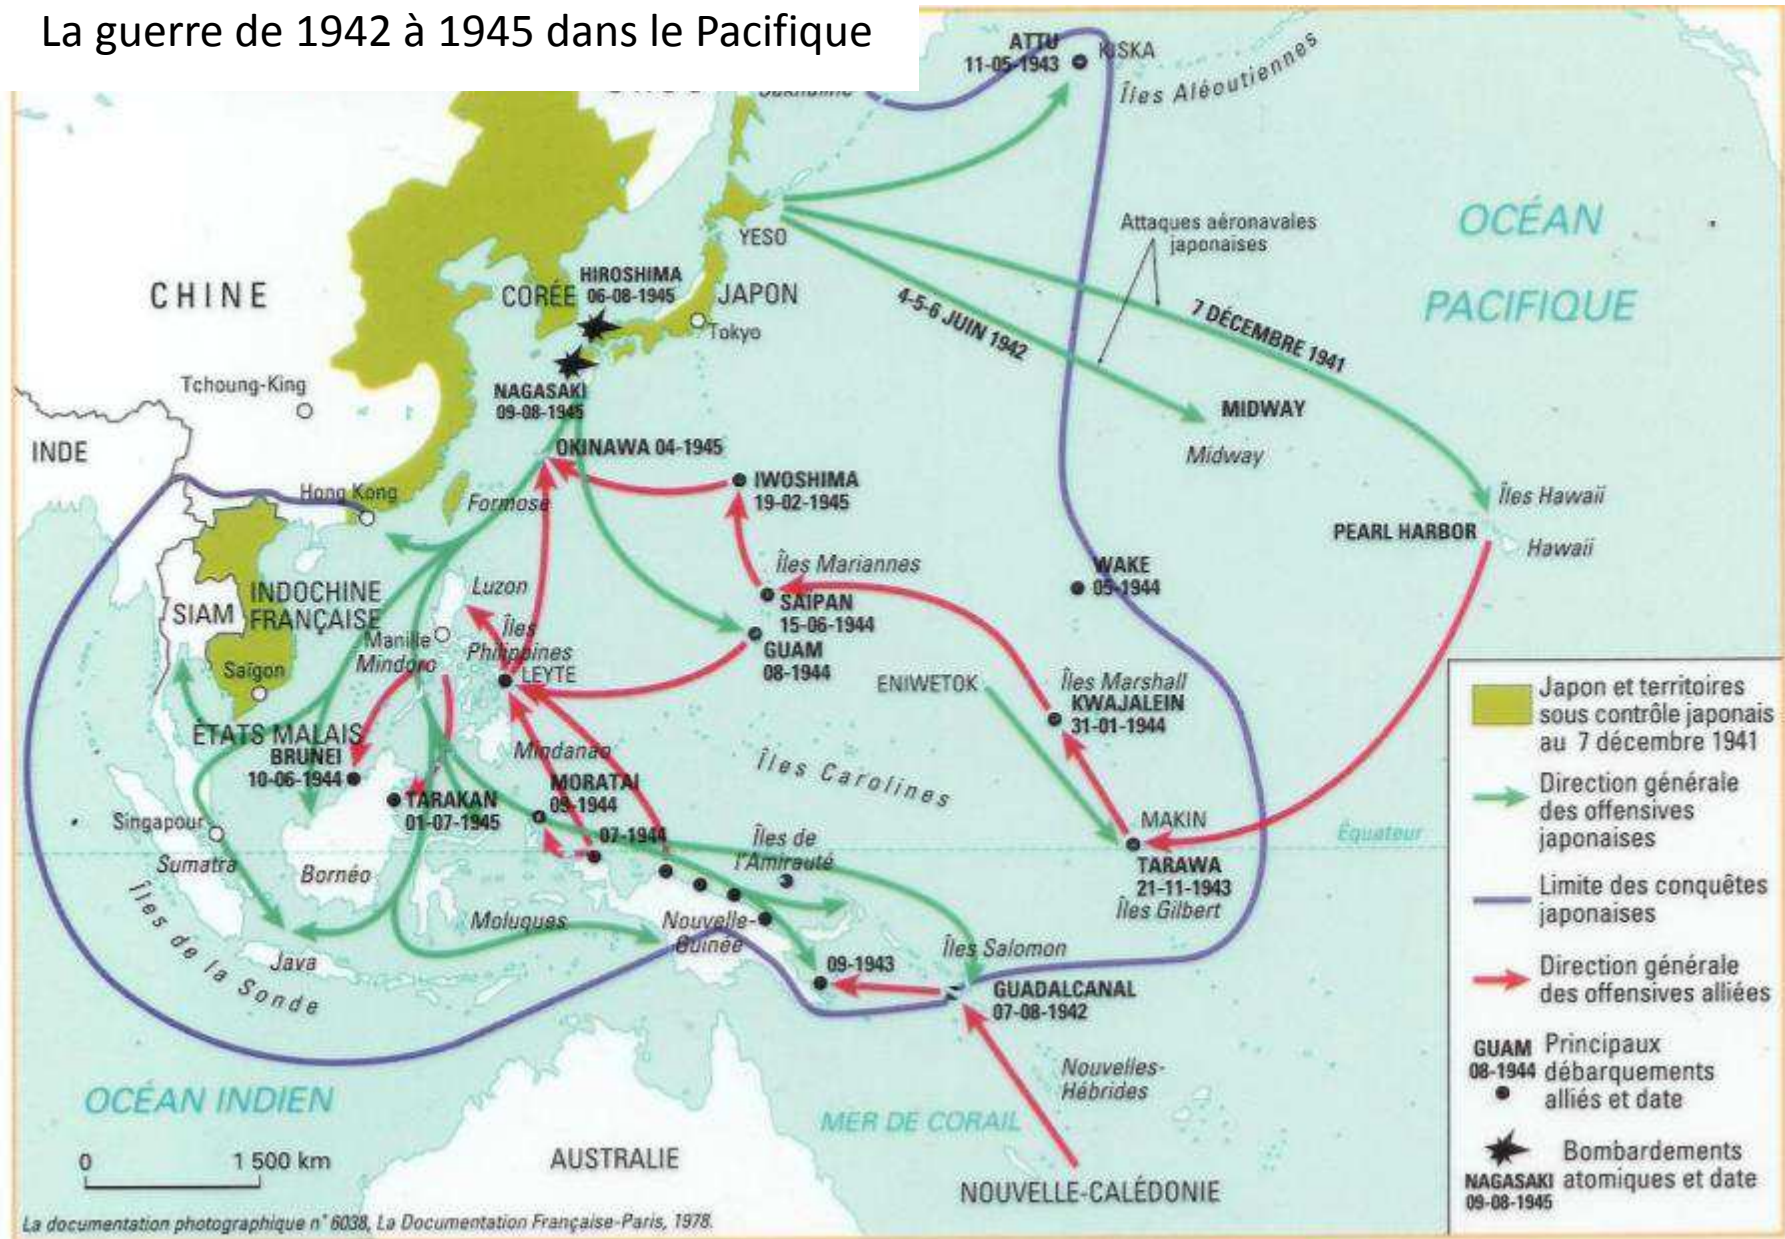 La guerre de 1942 à 1945 dans le Pacifique
ATTU
11-05-1943
KISKA
Îles Aléoutiennes
OCÉAN
PACIFIQUE
Attaques aéronavales
japonaises
YESO
CHINE
CORÉE
HIROSHIMA
06-08-1945
JAPON
Tokyo
4-5-6 JUIN 1942
7 DÉCEMBRE 1941
Tchoung-King
NAGASAKI
09-08-1945
MIDWAY
Midway
INDE
OKINAWA 04-1945
IWOSHIMA
19-02-1945
Hong Kong
Formose
Îles Hawaii
PEARL HARBOR
Hawaii
Îles Mariannes
WAKE
05-1944
Luzon
INDOCHINE
FRANÇAISE
SIAM
SAÏPAN
15-06-1944
Manille
Mindoro
Îles
Philippines
GUAM
08-1944
LEYTE
Saïgon
ENIWETOK
Îles Marshall
KWAJALEIN
31-01-1944
ÈTATS MALAIS
BRUNEI
10-06-1944
Mindanao
Îles Carolines
MORATAI
09-1944
TARAKAN
01-07-1945
Singapour
07-1944
Îles de
l'Amirauté
MAKIN
Équateur
TARAWA
21-11-1943
Îles Gilbert
Sumatra
Bornéo
Îles de la Sonde
Moluques
Nouvelle-
Guinée
Java
09-1943
Îles Salomon
GUADALCANAL
07-08-1942
Nouvelles-
Hébrides
OCÉAN INDIEN
MER DE CORAIL
AUSTRALIE
NOUVELLE-CALÉDONIE
0 1 500 km
La documentation photographique n° 6038, La Documentation Française-Paris, 1978.
Japon et territoires
sous contrôle japonais
au 7 décembre 1941
Direction générale
des offensives
japonaises
Limite des conquêtes
japonaises
Direction générale
des offensives alliées
GUAM
08-1944
Principaux
débarquements
alliés et date
NAGASAKI
09-08-1945
Bombardements
atomiques et date